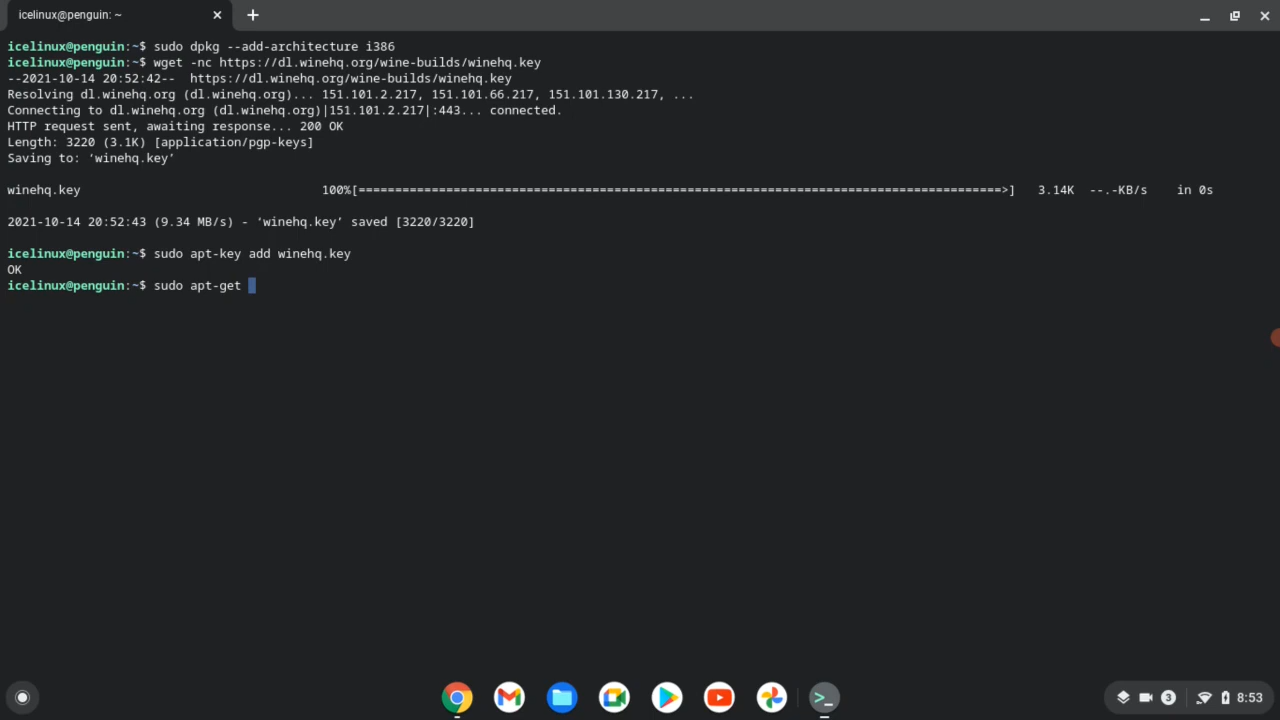 icelinux@penguin: ~
icelinux@penguin:~$ sudo dpkg --add-architecture i386
icelinux@penguin:~$ wget -nc https://dl.winehq.org/wine-builds/winehq.key
--2021-10-14 20:52:42--  https://dl.winehq.org/wine-builds/winehq.key
Resolving dl.winehq.org (dl.winehq.org)... 151.101.2.217, 151.101.66.217, 151.101.130.217, ...
Connecting to dl.winehq.org (dl.winehq.org)|151.101.2.217|:443... connected.
HTTP request sent, awaiting response... 200 OK
Length: 3220 (3.1K) [application/pgp-keys]
Saving to: ‘winehq.key’
winehq.key 100%[========================================================================================>] 3.14K --.-KB/s in 0s
2021-10-14 20:52:43 (9.34 MB/s) - ‘winehq.key’ saved [3220/3220]
icelinux@penguin:~$ sudo apt-key add winehq.key
OK
icelinux@penguin:~$ sudo apt-get
3 8:53